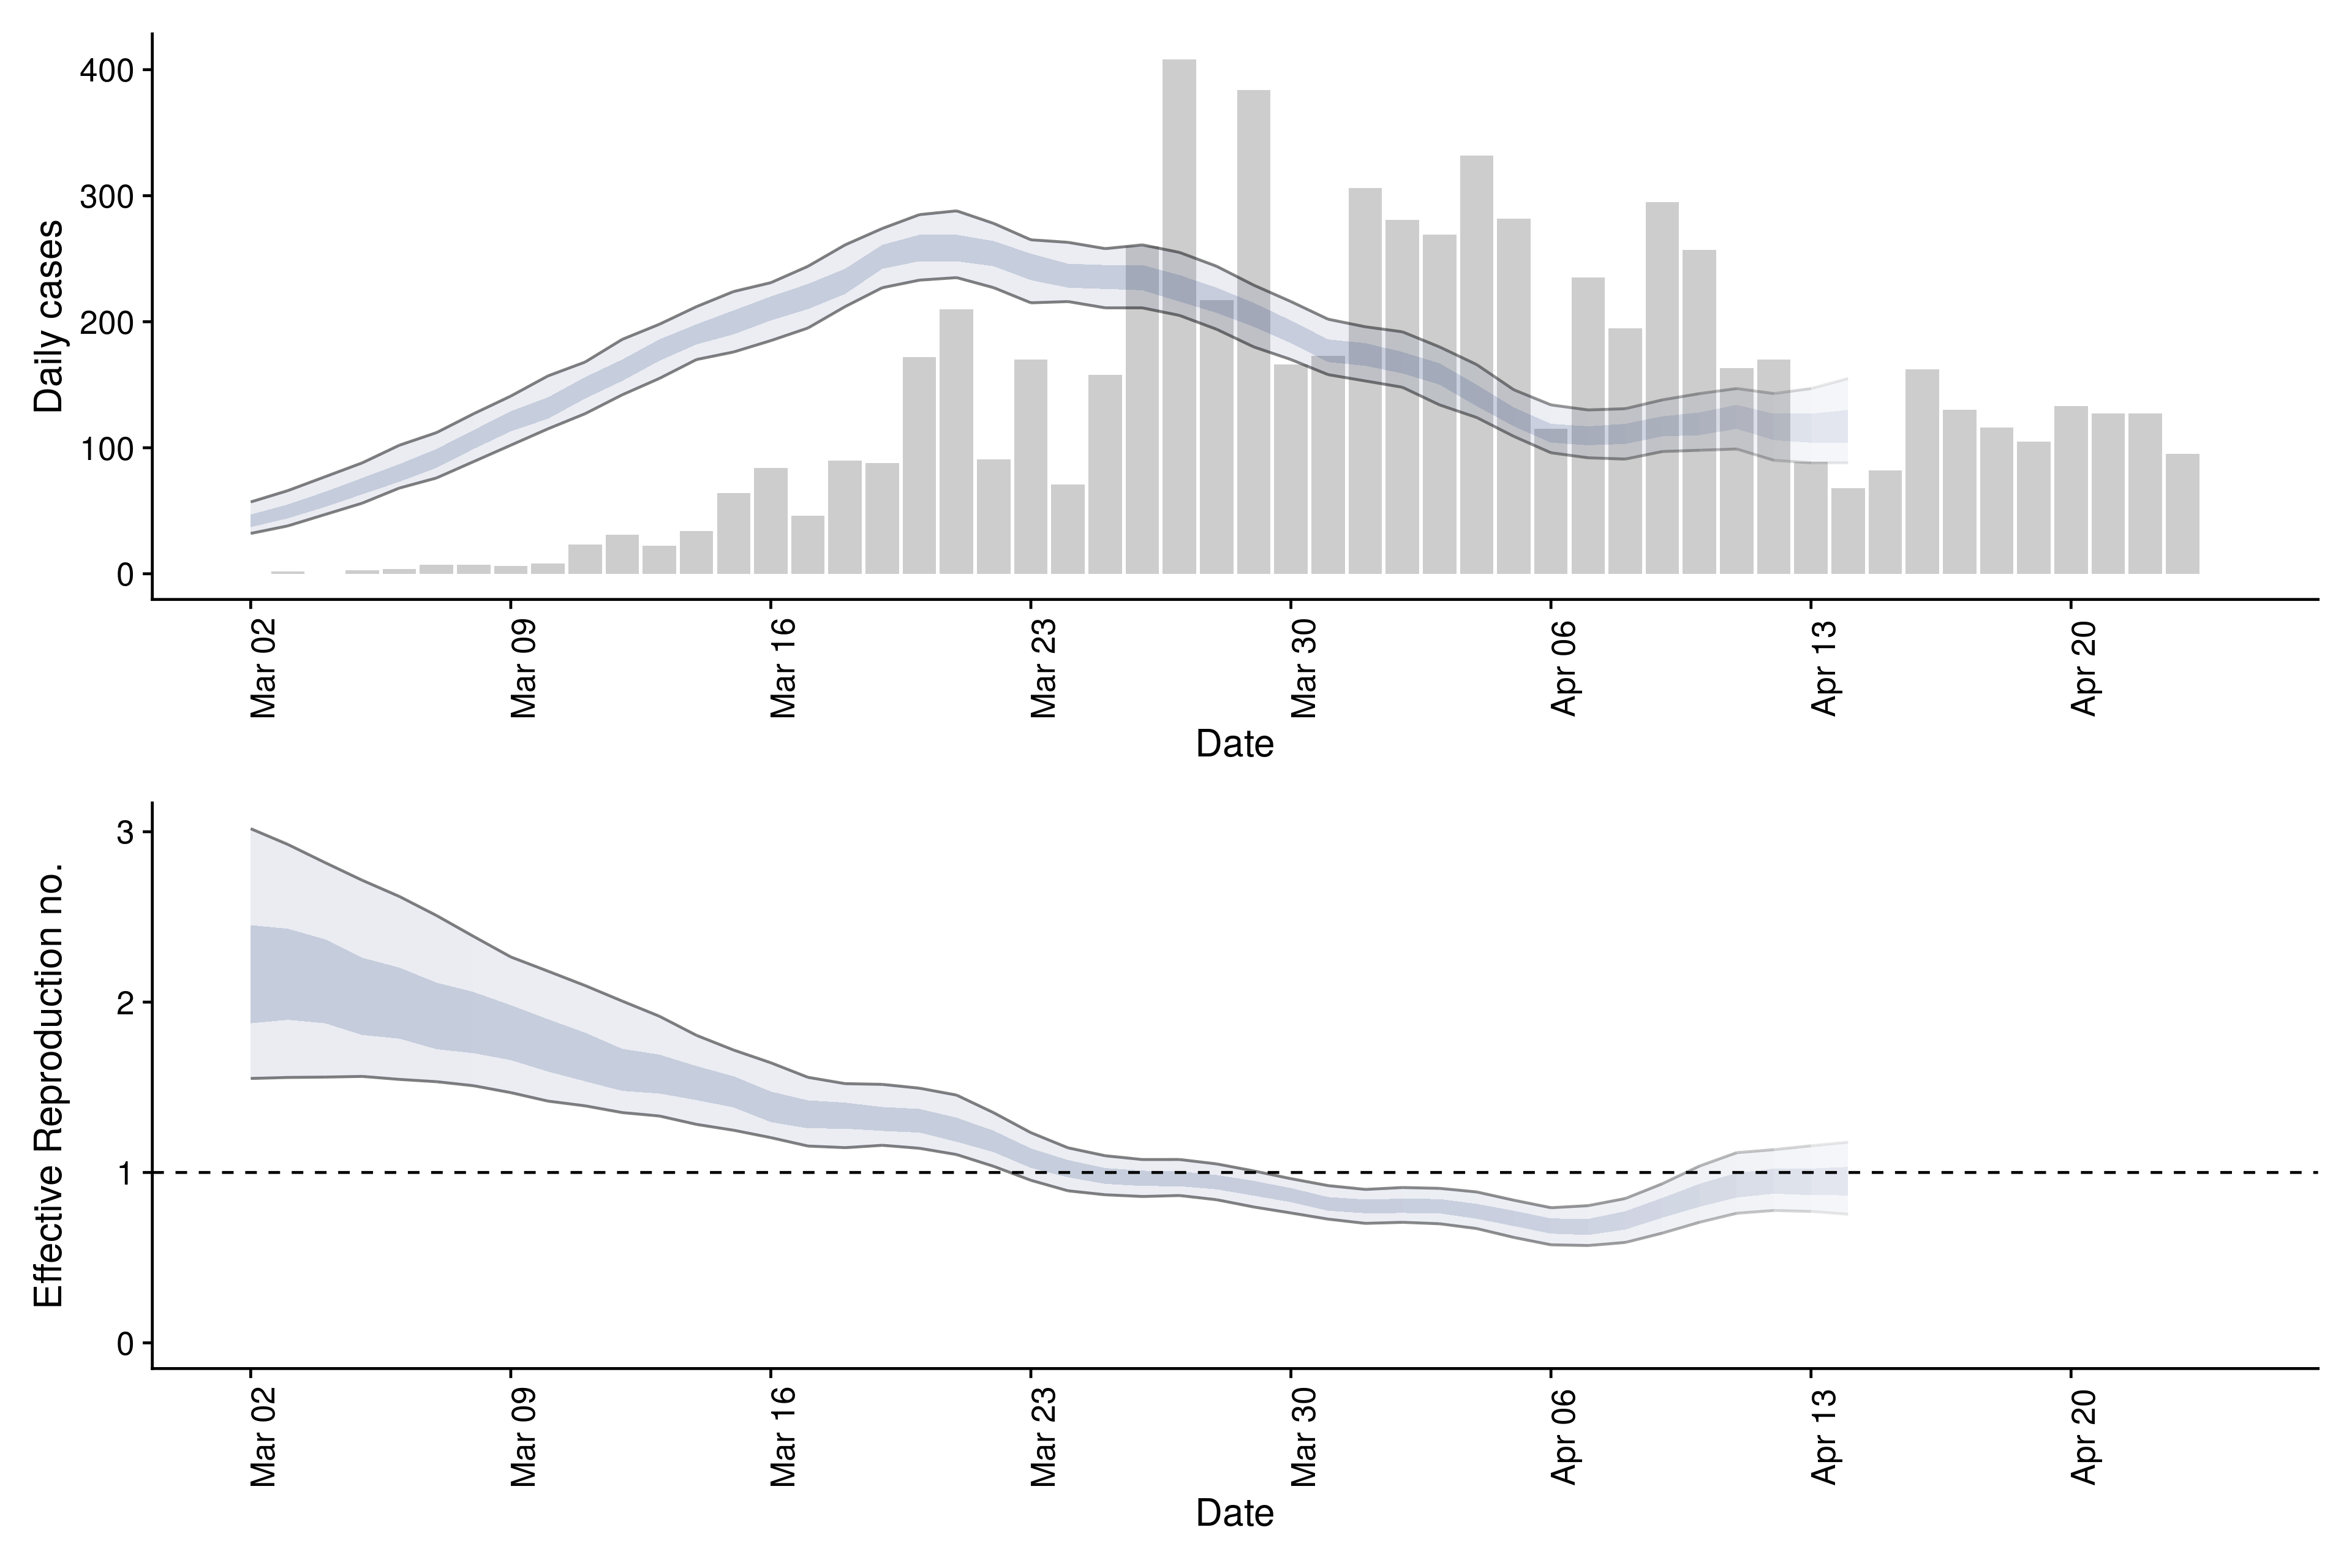 Daily cases
400
300
200
100
0
Mar 02
Mar 09
Mar 16
Mar 23
Mar 30
Apr 06
Apr 13
Apr 20
Date
Effective Reproduction no.
3
2
1
0
Mar 02
Mar 09
Mar 16
Mar 23
Mar 30
Apr 06
Apr 13
Apr 20
Date